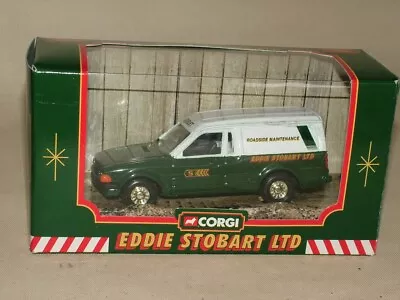 ROADSIDE MAINTENANCE
EDDIE STOBART LTD
CORGI
EDDIE STOBART LTD